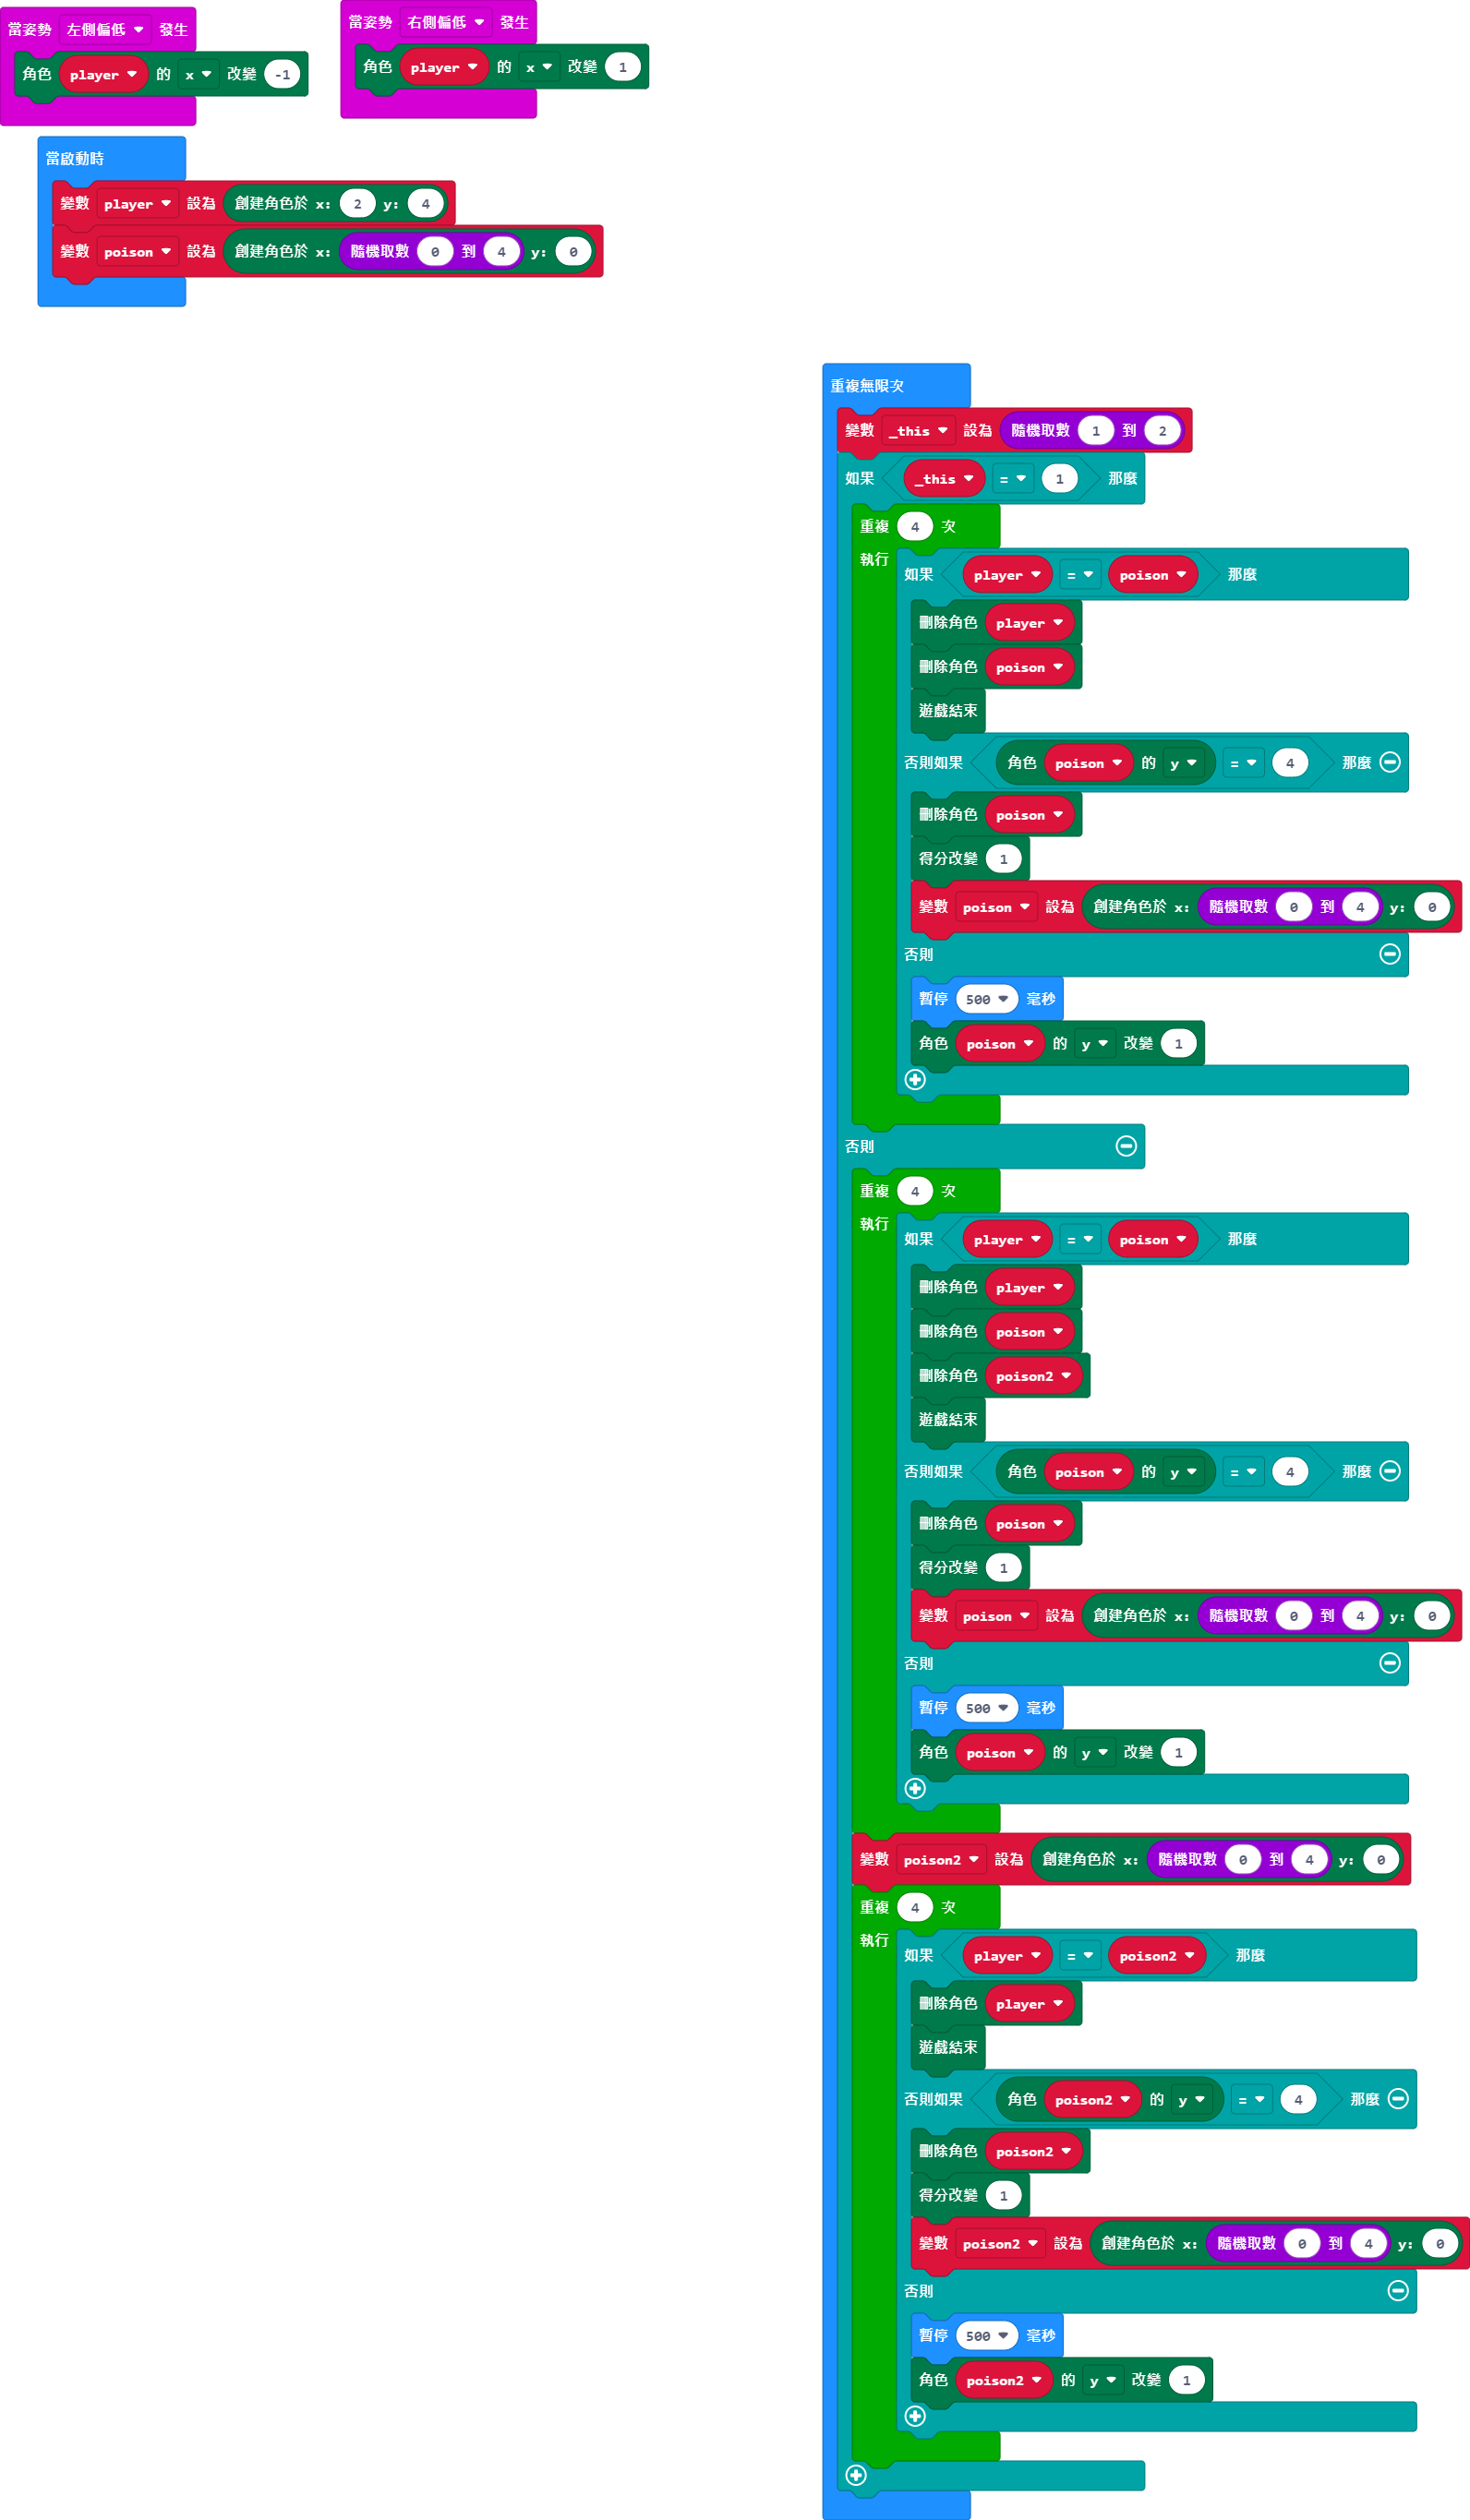 當姿勢 左側偏低 發生
角色 player 的 x 改變 -1
當姿勢 右側偏低 發生
角色 player 的 x 改變 1
當啟動時
變數 player 設為 創建角色於 x: 2 y: 4
變數 poison 設為 創建角色於 x: 隨機取數 0 到 4 y: 0
重複無限次
變數 _this 設為 隨機取數 1 到 2
如果 _this = 1 那麼
重複 4 次
執行 如果 player = poison 那麼
刪除角色 player
刪除角色 poison
遊戲結束
否則如果 角色 poison 的 y = 4 那麼
刪除角色 poison
得分改變 1
變數 poison 設為 創建角色於 x: 隨機取數 0 到 4 y: 0
否則
暫停 500 毫秒
角色 poison 的 y 改變 1
否則
重複 4 次
執行 如果 player = poison 那麼
刪除角色 player
刪除角色 poison
刪除角色 poison2
遊戲結束
否則如果 角色 poison 的 y = 4 那麼
刪除角色 poison
得分改變 1
變數 poison 設為 創建角色於 x: 隨機取數 0 到 4 y: 0
否則
暫停 500 毫秒
角色 poison 的 y 改變 1
變數 poison2 設為 創建角色於 x: 隨機取數 0 到 4 y: 0
重複 4 次
執行 如果 player = poison2 那麼
刪除角色 player
遊戲結束
否則如果 角色 poison2 的 y = 4 那麼
刪除角色 poison2
得分改變 1
變數 poison2 設為 創建角色於 x: 隨機取數 0 到 4 y: 0
否則
暫停 500 毫秒
角色 poison2 的 y 改變 1